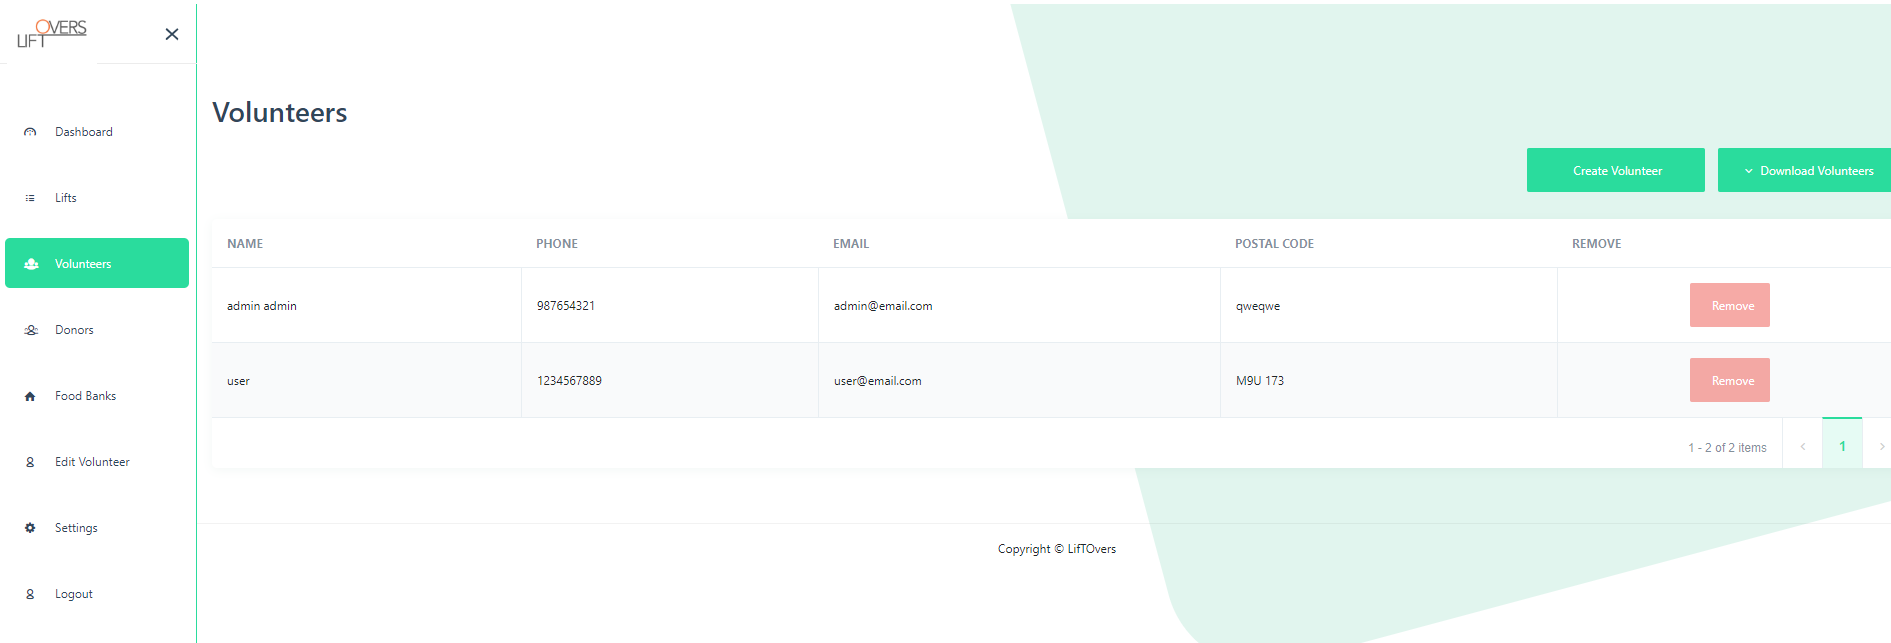 LIFTOVERS
Dashboard
Lifts
Volunteers
Donors
Food Banks
Edit Volunteer
Settings
Logout
Volunteers
Create Volunteer
Download Volunteers
NAME PHONE EMAIL POSTAL CODE REMOVE
admin admin 987654321 admin@email.com qweqwe Remove
user 1234567889 user@email.com M9U 173 Remove
1 - 2 of 2 items 1
Copyright © LifTOvers